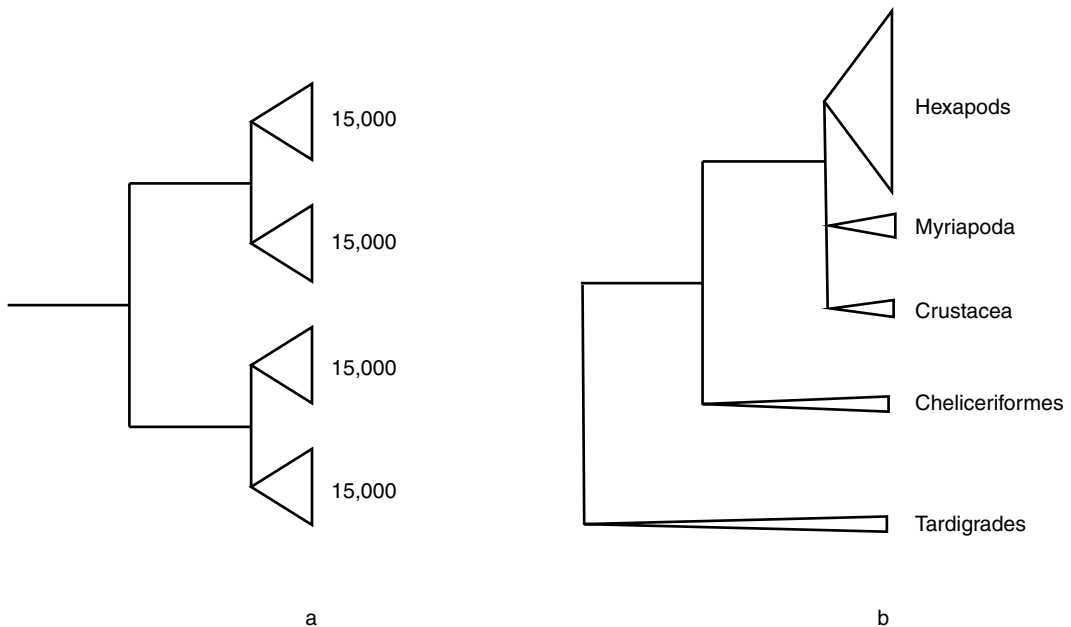 15,000
15,000
15,000
15,000
a
Hexapods
Myriapoda
Crustacea
Cheliceriformes
Tardigrades
b